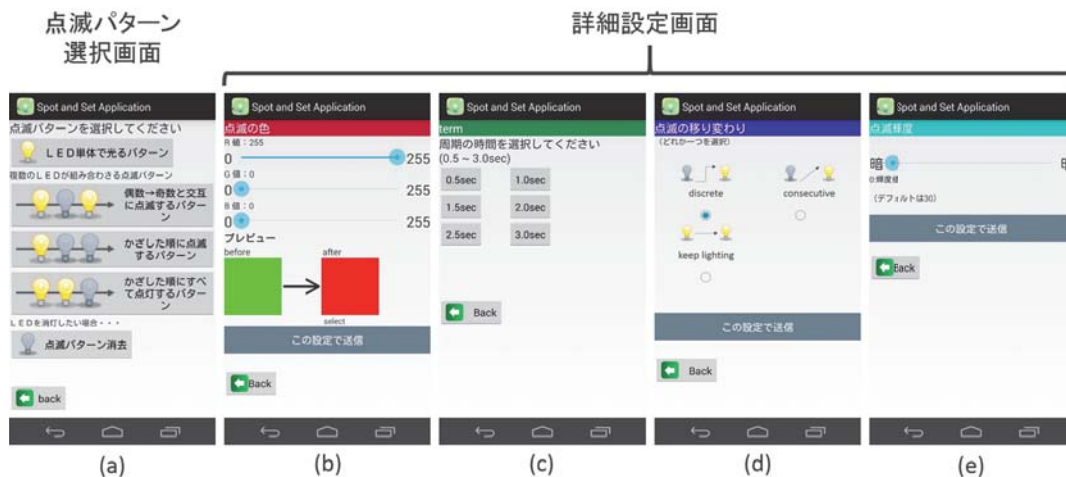 点滅パターン
選択画面
詳細設定画面
Spot and Set Application
点滅パターンを選択してください
LED単体で光るパターン
複数のLEDが組み合わさる点滅パターン
偶数→奇数と交互
に点滅するパター
ン
かざした順に点滅
するパターン
かざした順にすべ
て点灯するパター
ン
LEDを消灯したい場合・・・
点滅パターン消去
back
(a)
Spot and Set Application
点滅の色
R 値：255
0 255
G 値：0
0 255
B 値：0
0 255
プレビュー
before after
select
この設定で送信
Back
(b)
Spot and Set Application
term
周期の時間を選択してください
(0.5 ~ 3.0sec)
0.5sec 1.0sec
1.5sec 2.0sec
2.5sec 3.0sec
Back
(c)
Spot and Set Application
点滅の移り変わり
(どれか一つを選択)
discrete consecutive
keep lighting
この設定で送信
Back
(d)
Spot and Set Application
点滅輝度
暗
0:輝度値
(デフォルトは30)
この設定で送信
Back
(e)